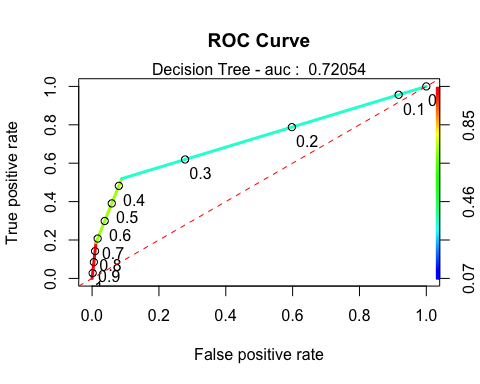 ROC Curve
Decision Tree - auc : 0.72054
True positive rate
0.0 0.2 0.4 0.6 0.8 1.0
0
0.1
0.2
0.3
0.4
0.5
0.6
0.7
0.8
0.9
0.07 0.46 0.85
0.0 0.2 0.4 0.6 0.8 1.0
False positive rate